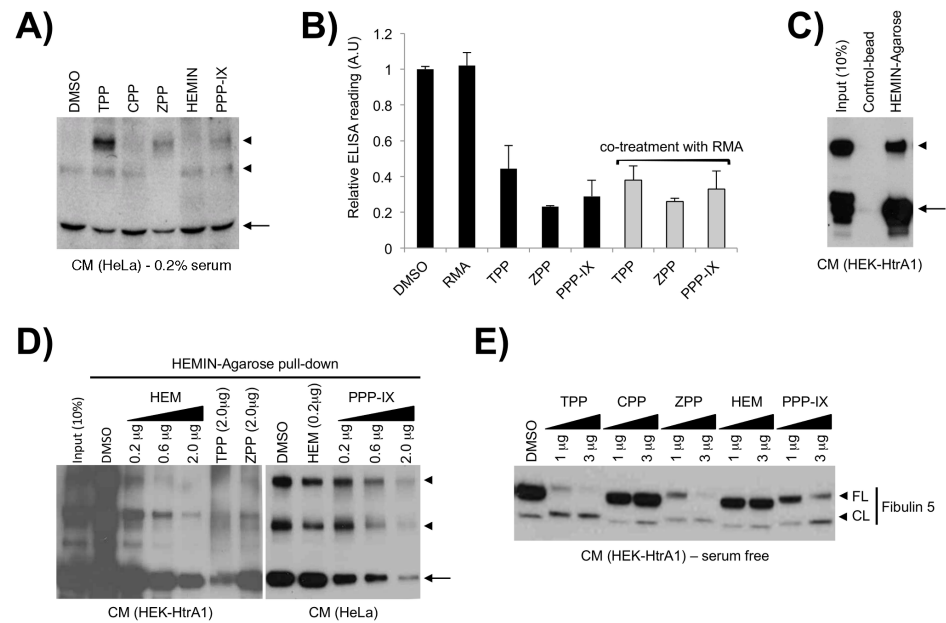 A)
DMSO
TPP
CPP
ZPP
HEMIN
PPP-IX
CM (HeLa) - 0.2% serum
B)
Relative ELISA reading (A.U)
1.2
1
0.8
0.6
0.4
0.2
0
co-treatment with RMA
DMSO
RMA
TPP
ZPP
PPP-IX
TPP
ZPP
PPP-IX
C)
Input (10%)
Control-bead
HEMIN-Agarose
CM (HEK-HtrA1)
D)
HEMIN-Agarose pull-down
HEM
PPP-IX
Input (10%)
DMSO
0.2 µg
0.6 µg
2.0 µg
TPP (2.0µg)
ZPP (2.0µg)
DMSO
HEM (0.2µg)
0.2 µg
0.6 µg
2.0 µg
CM (HEK-HtrA1)
CM (HeLa)
E)
TPP
CPP
ZPP
HEM
PPP-IX
DMSO
1 µg
3 µg
1 µg
3 µg
1 µg
3 µg
1 µg
3 µg
1 µg
3 µg
FL
CL
Fibulin 5
CM (HEK-HtrA1) – serum free